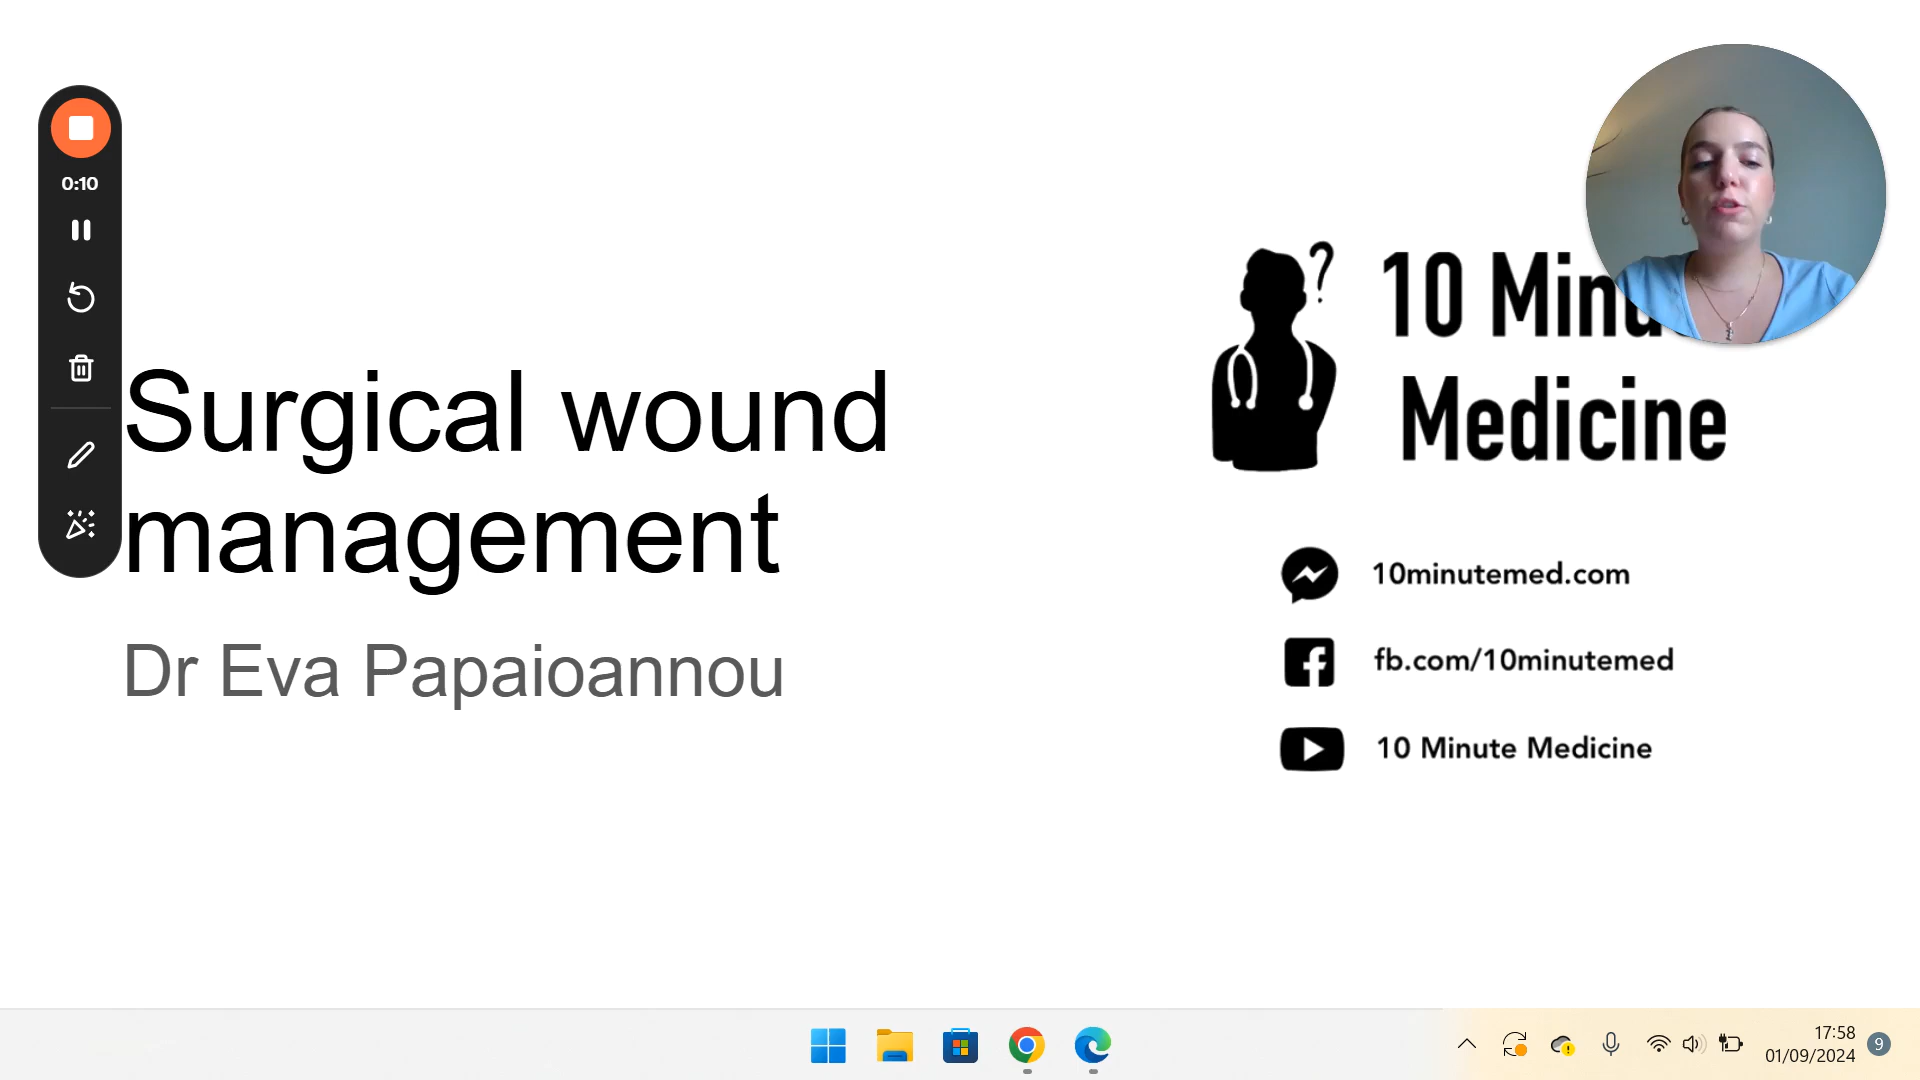 0:10
Surgical wound
management
Dr Eva Papaioannou
?
10
Medicine
10minutemed.com
fb.com/10minutemed
10 Minute Medicine
17:58
01/09/2024
9